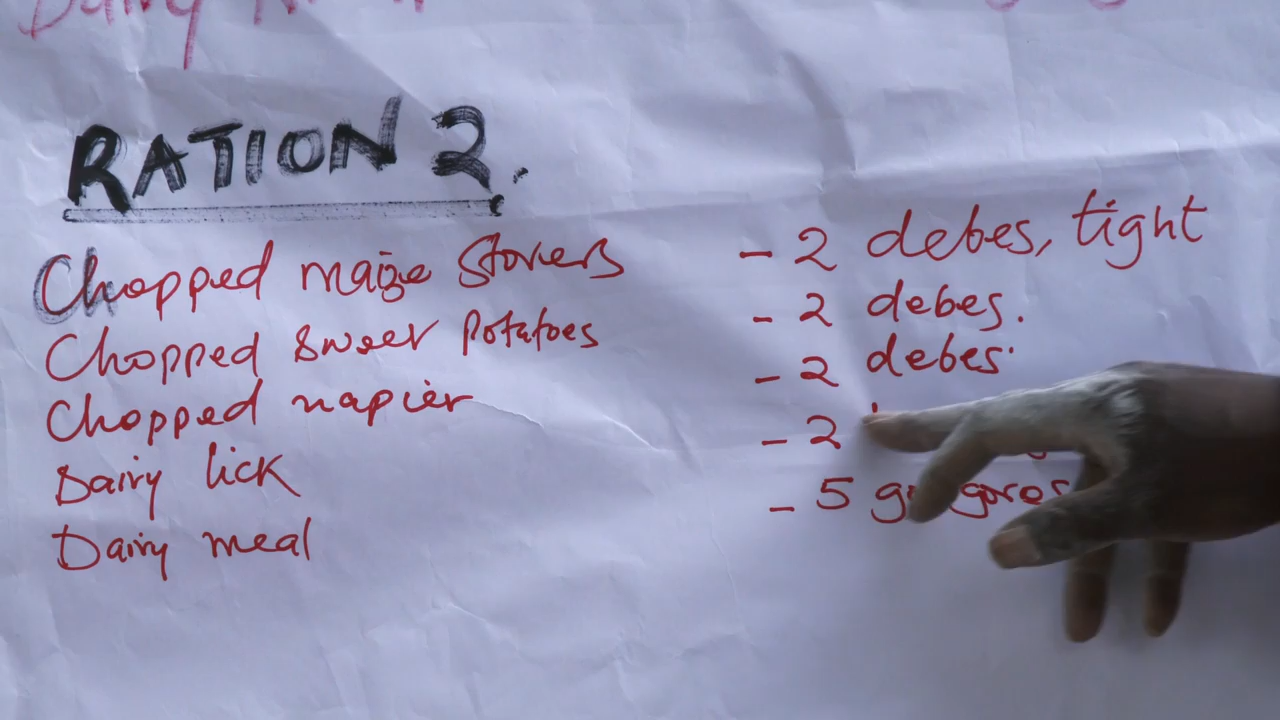 Dairy
RATION 2.
Chopped maize stovers - 2 debes, tight
Chopped sweet potatoes - 2 debes.
Chopped napier - 2 debes.
Dairy lick - 2
Dairy meal - 5